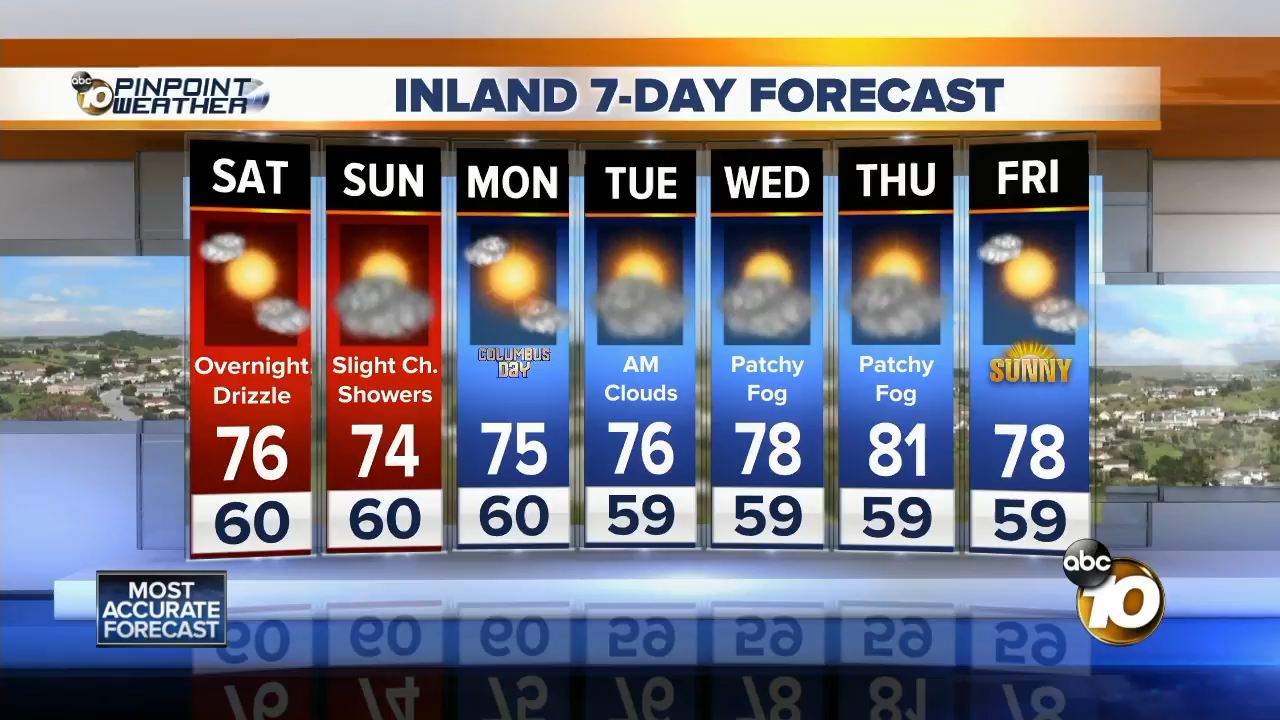 abc 10 PINPOINT WEATHER
INLAND 7-DAY FORECAST
SAT
Overnight
Drizzle
76
60
SUN
Slight Ch.
Showers
74
60
MON
COLUMBUS
DAY
75
60
TUE
AM
Clouds
76
59
WED
Patchy
Fog
78
59
THU
Patchy
Fog
81
59
FRI
SUNNY
78
59
MOST
ACCURATE
FORECAST
abc
10